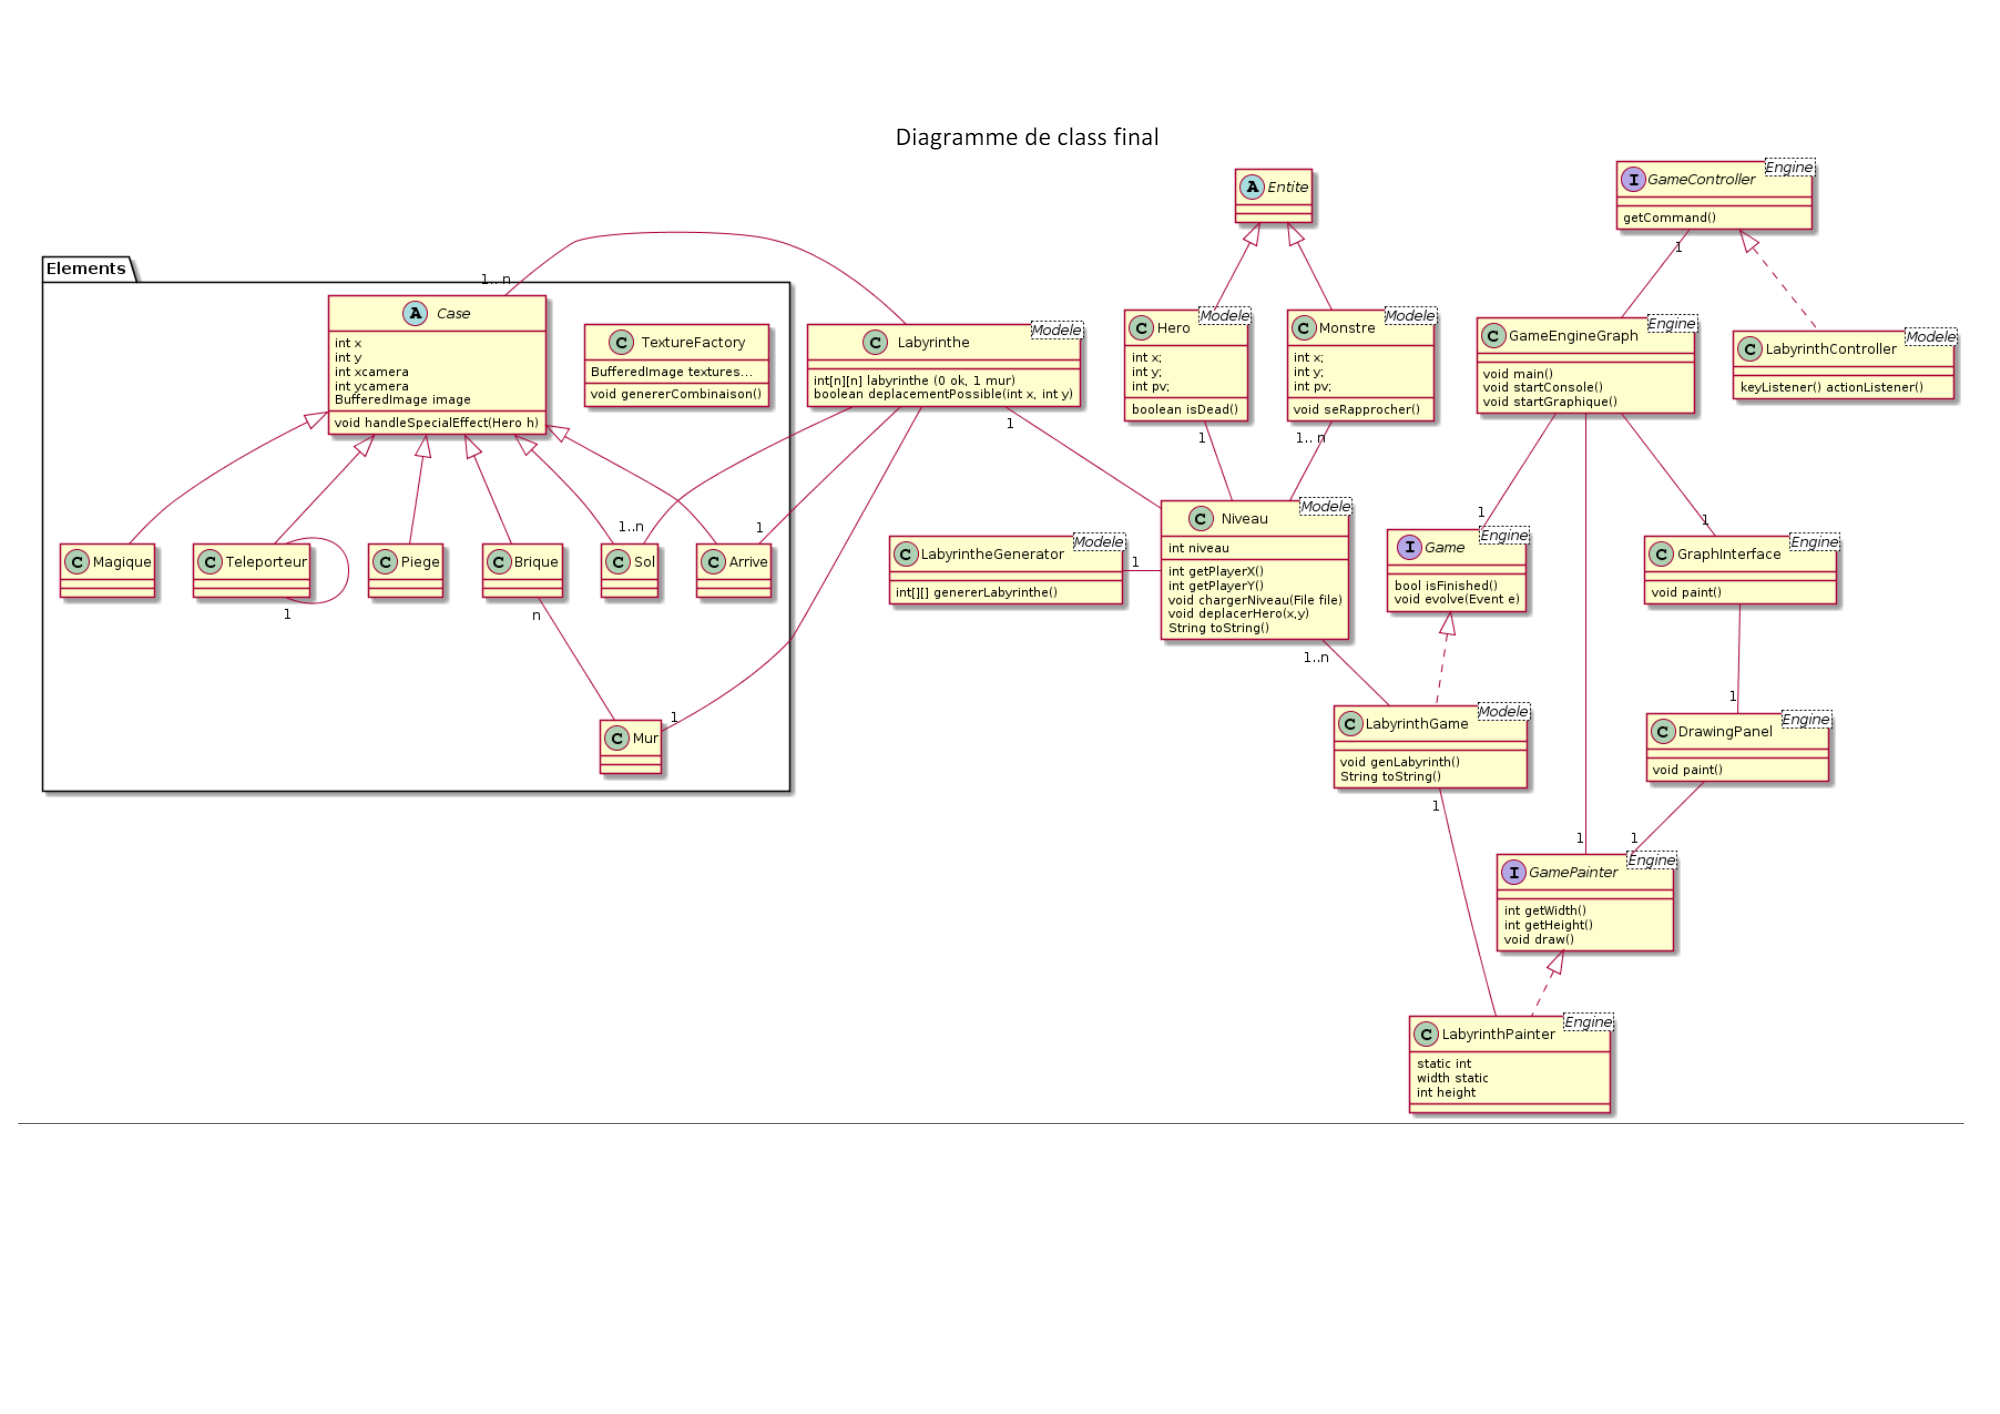 Diagramme de class final
Elements
A Case
int x
int y
int xcamera
int ycamera
BufferedImage image
void handleSpecialEffect(Hero h)
C TextureFactory
BufferedImage textures...
void genererCombinaison()
C Magique
C Teleporteur
C Piege
C Brique
C Sol
C Arrive
C Mur
1.. n
1
n
1..n
1
1
C Labyrinthe
Modele
int[n][n] labyrinthe (0 ok, 1 mur)
boolean deplacementPossible(int x, int y)
1
A Entite
C Hero
Modele
int x;
int y;
int pv;
boolean isDead()
1
C Monstre
Modele
int x;
int y;
int pv;
void seRapprocher()
1.. n
C LabyrintheGenerator
Modele
int[][] genererLabyrinthe()
1
C Niveau
Modele
int niveau
int getPlayerX()
int getPlayerY()
void chargerNiveau(File file)
void deplacerHero(x,y)
String toString()
1..n
I GameController
Engine
getCommand()
1
C GameEngineGraph
Engine
void main()
void startConsole()
void startGraphique()
C LabyrinthController
Modele
keyListener() actionListener()
1
1
I Game
Engine
bool isFinished()
void evolve(Event e)
C GraphInterface
Engine
void paint()
1
C LabyrinthGame
Modele
void genLabyrinth()
String toString()
1
C DrawingPanel
Engine
void paint()
1
1
I GamePainter
Engine
int getWidth()
int getHeight()
void draw()
C LabyrinthPainter
Engine
static int
width static
int height